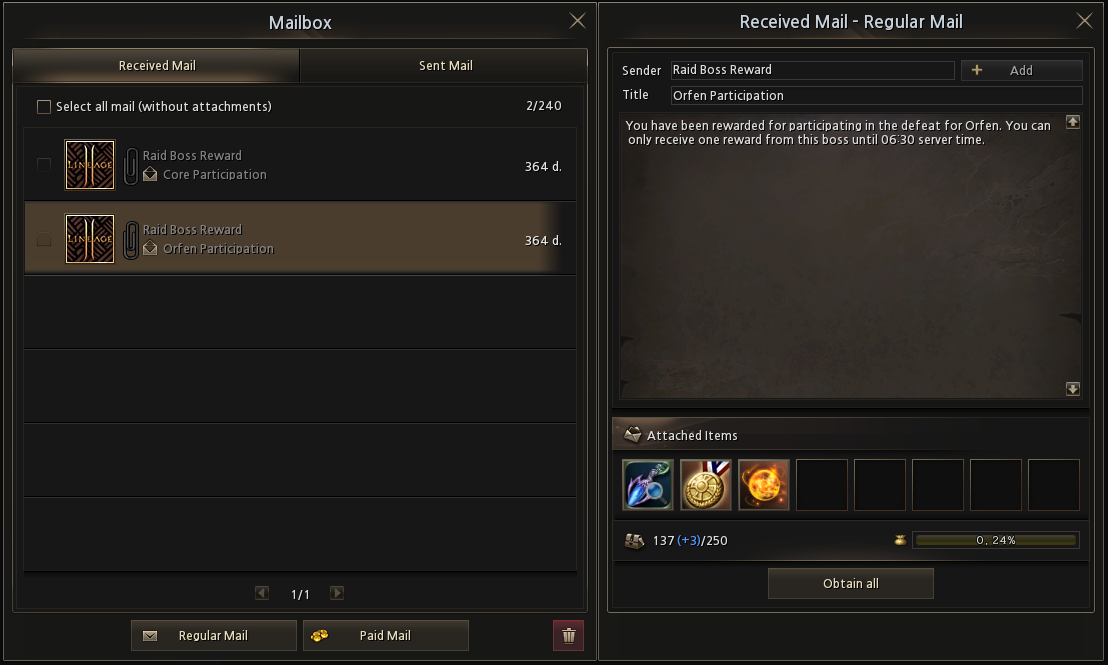 Mailbox
Received Mail
Sent Mail
Select all mail (without attachments)
2/240
LINEAGE
Raid Boss Reward
Core Participation
364 d.
LINEAGE
Raid Boss Reward
Orfen Participation
364 d.
1/1
Regular Mail
Paid Mail
Received Mail - Regular Mail
Sender
Raid Boss Reward
Add
Title
Orfen Participation
You have been rewarded for participating in the defeat for Orfen. You can
only receive one reward from this boss until 06:30 server time.
Attached Items
137 (+3)/250
0, 24%
Obtain all